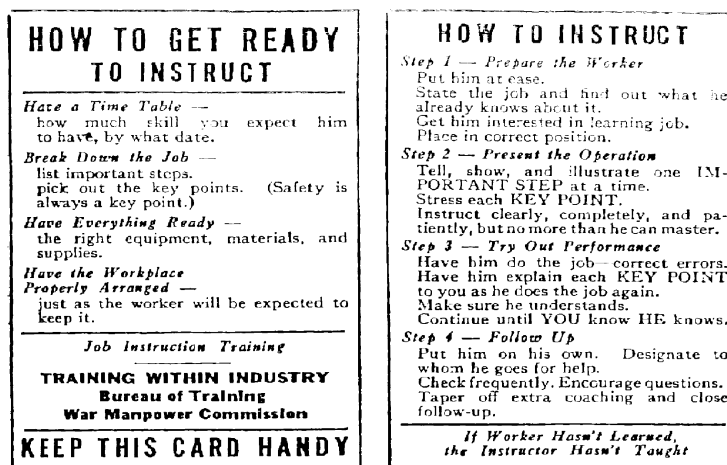 HOW TO GET READY
TO INSTRUCT
Have a Time Table —
how much skill you expect him
to have, by what date.
Break Down the Job —
list important steps.
pick out the key points. (Safety is
always a key point.)
Have Everything Ready —
the right equipment, materials, and
supplies.
Have the Workplace
Properly Arranged —
just as the worker will be expected to
keep it.
Job Instruction Training
TRAINING WITHIN INDUSTRY
Bureau of Training
War Manpower Commission
KEEP THIS CARD HANDY
HOW TO INSTRUCT
Step 1 — Prepare the Worker
Put him at ease.
State the job and find out what he
already knows about it.
Get him interested in learning job.
Place in correct position.
Step 2 — Present the Operation
Tell, show, and illustrate one IM-
PORTANT STEP at a time.
Stress each KEY POINT.
Instruct clearly, completely, and pa-
tiently, but no more than he can master.
Step 3 — Try Out Performance
Have him do the job—correct errors.
Have him explain each KEY POINT
to you as he does the job again.
Make sure he understands.
Continue until YOU know HE knows.
Step 4 — Follow Up
Put him on his own. Designate to
whom he goes for help.
Check frequently. Encourage questions.
Taper off extra coaching and close
follow-up.
If Worker Hasn't Learned,
the Instructor Hasn't Taught